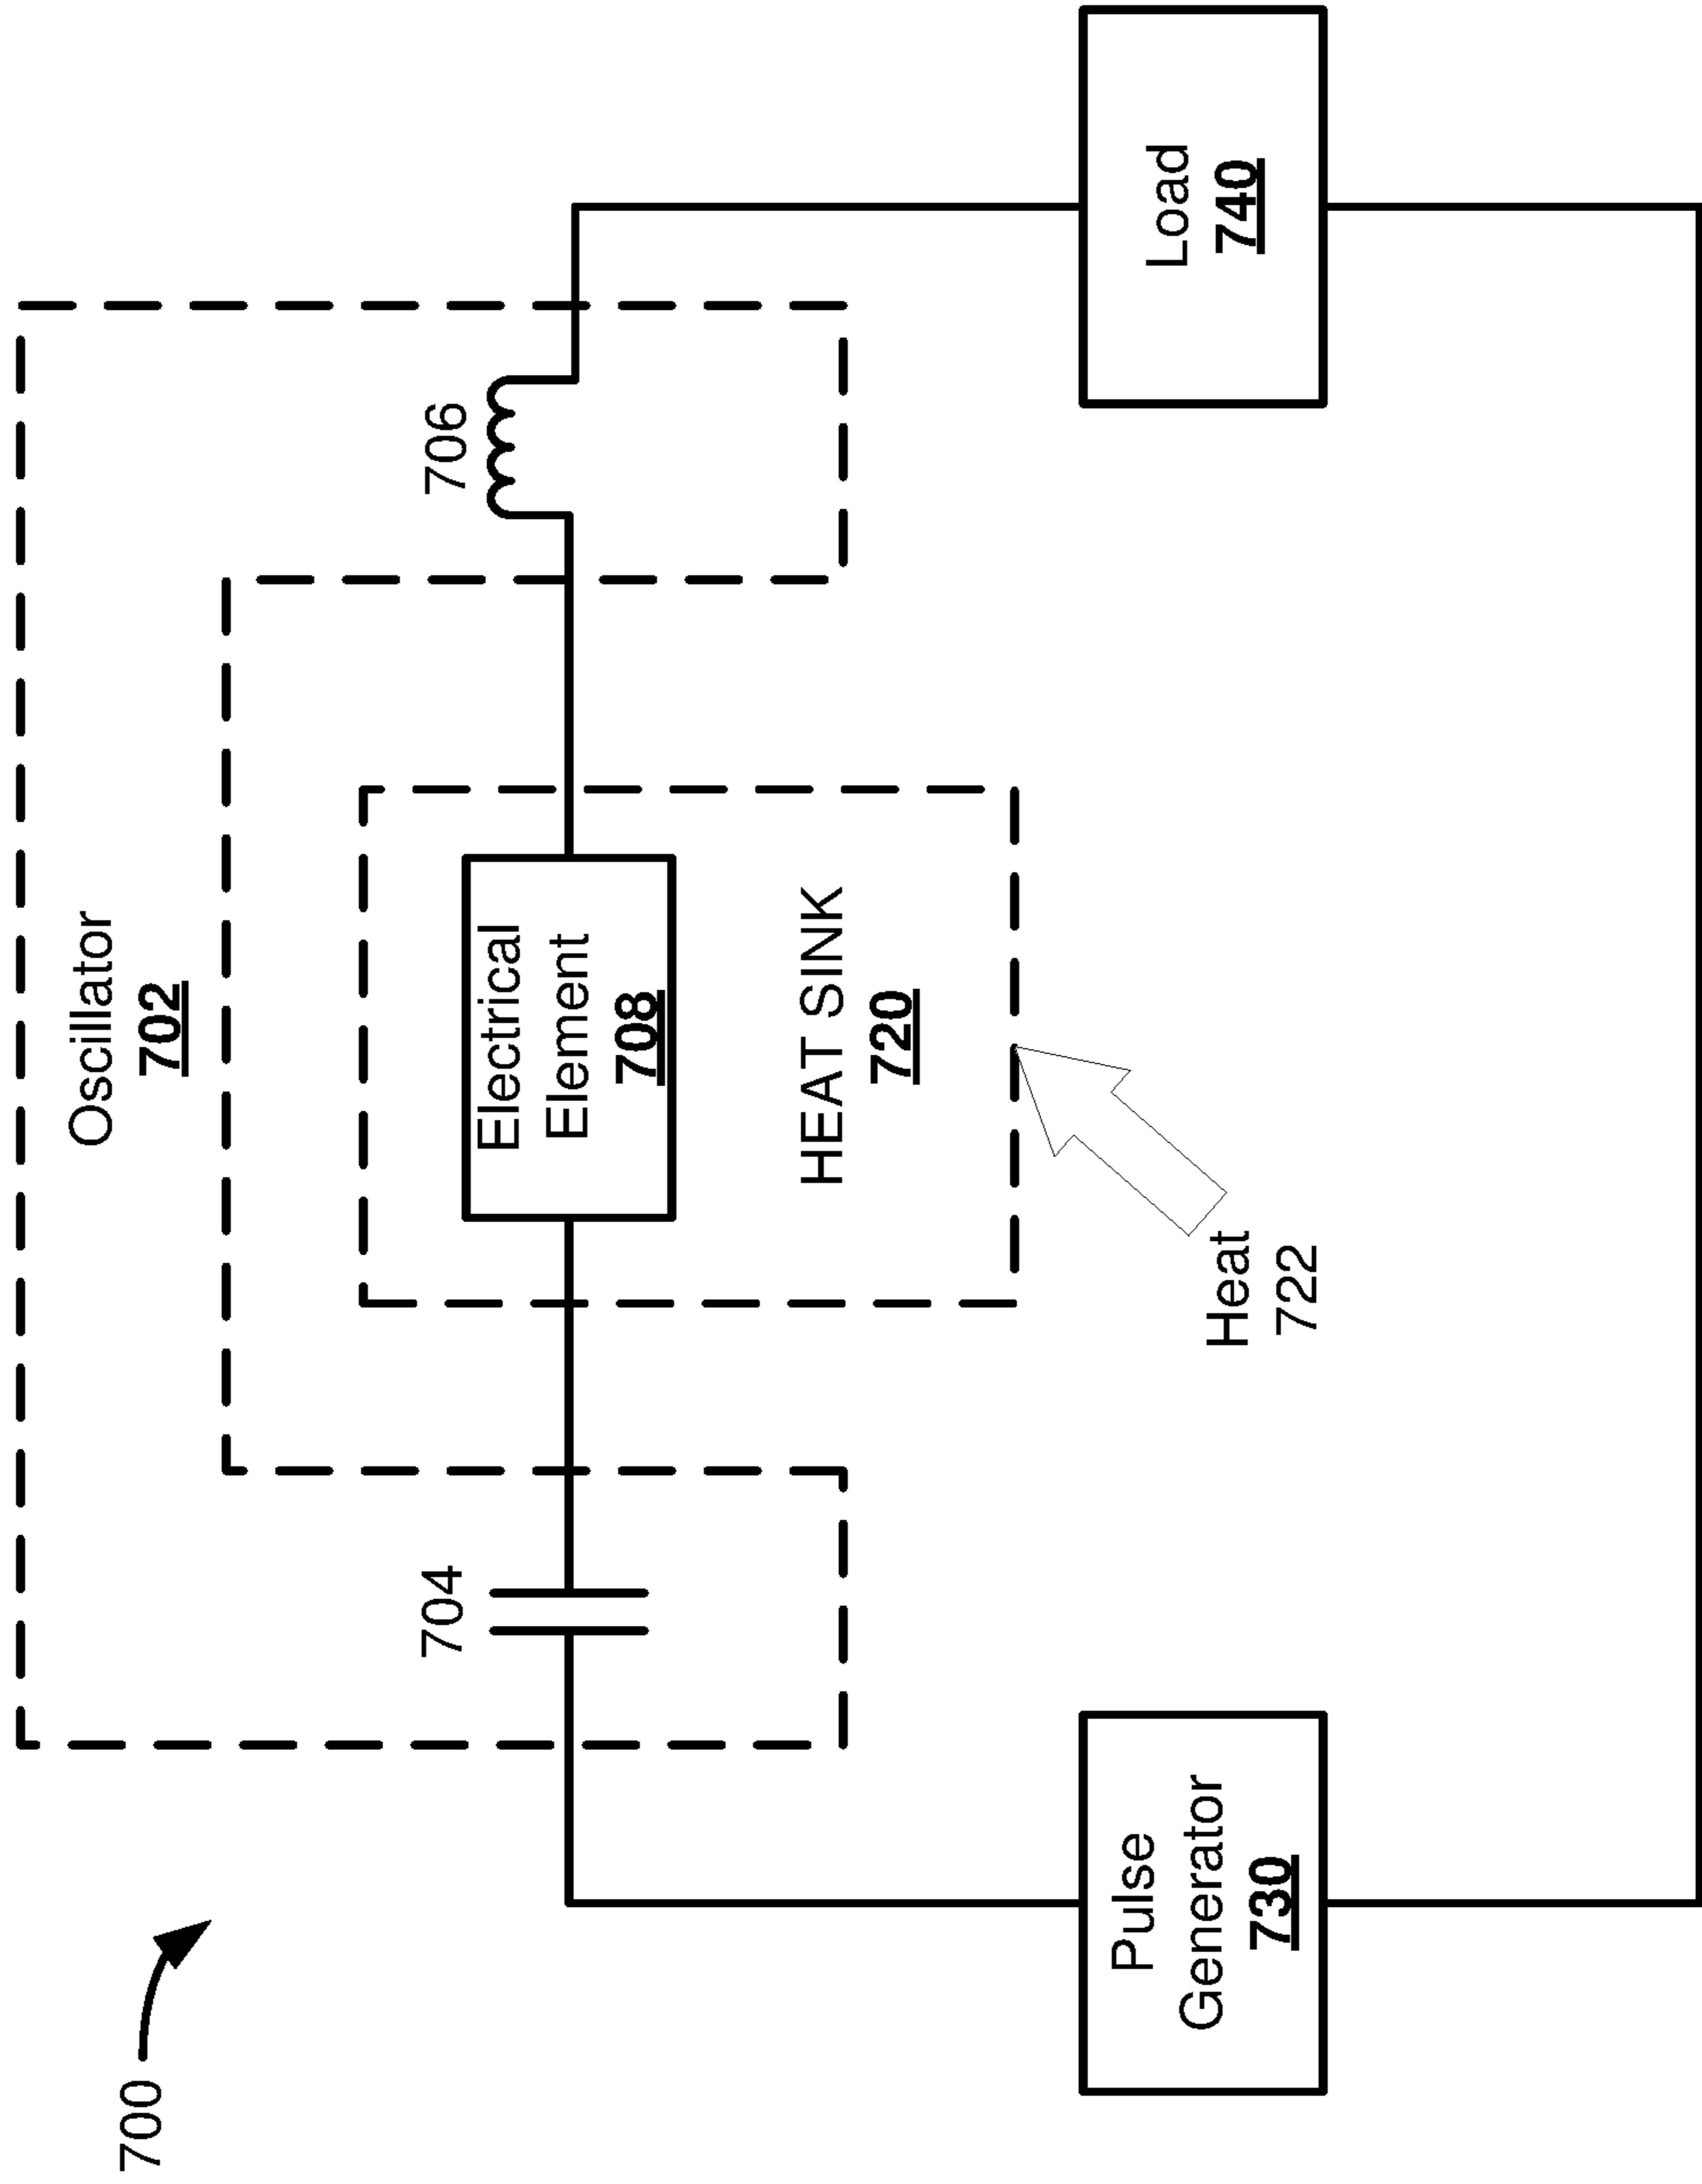 700
Oscillator
702
704
706
Electrical
Element
708
HEAT SINK
720
Heat
722
Pulse
Generator
730
Load
740